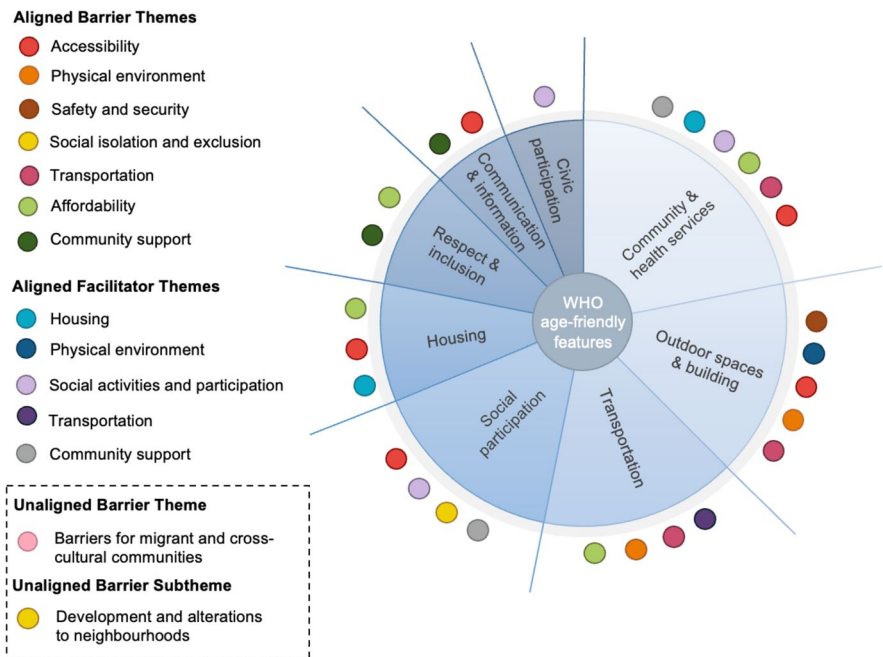 Aligned Barrier Themes
Accessibility
Physical environment
Safety and security
Social isolation and exclusion
Transportation
Affordability
Community support
Aligned Facilitator Themes
Housing
Physical environment
Social activities and participation
Transportation
Community support
Unaligned Barrier Theme
Barriers for migrant and cross-
cultural communities
Unaligned Barrier Subtheme
Development and alterations
to neighbourhoods
WHO
age-friendly
features
Community &
health services
Outdoor spaces
& building
Transportation
Social
participation
Housing
Respect &
inclusion
Communication
& information
Civic
participation